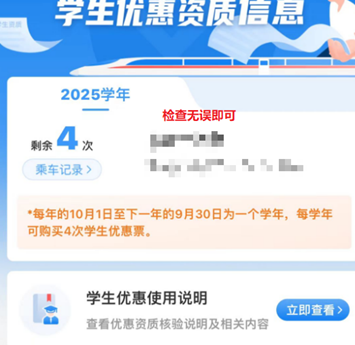 学生优惠资质信息
2025学年
检查无误即可
剩余4次
乘车记录 >
*每年的10月1日至下一年的9月30日为一个学年，每学年
可购买4次学生优惠票。
学生优惠使用说明
立即查看 >
查看优惠资质核验说明及相关内容